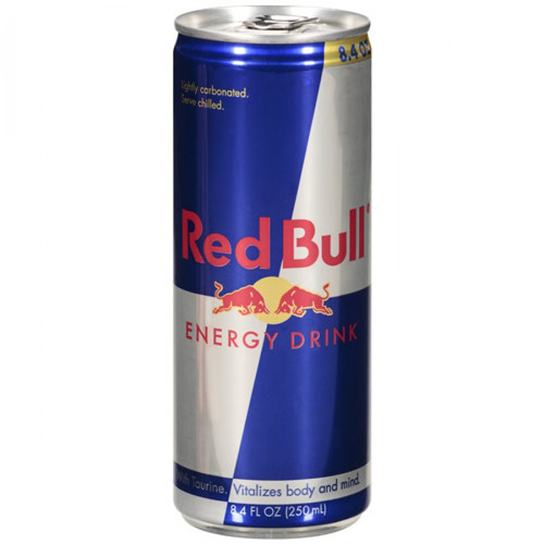 8.4 OZ
Lightly carbonated.
Serve chilled.
Red Bull
ENERGY DRINK
With Taurine. Vitalizes body and mind.
8.4 FL OZ (250 mL)